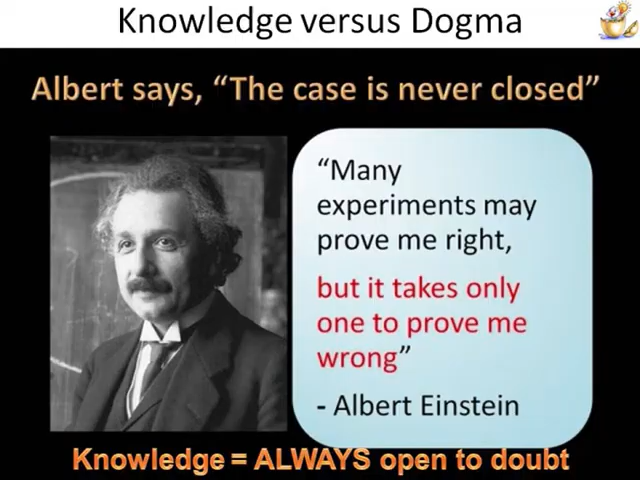 Knowledge versus Dogma
Albert says, “The case is never closed”
“Many
experiments may
prove me right,
but it takes only
one to prove me
wrong”
- Albert Einstein
Knowledge = ALWAYS open to doubt